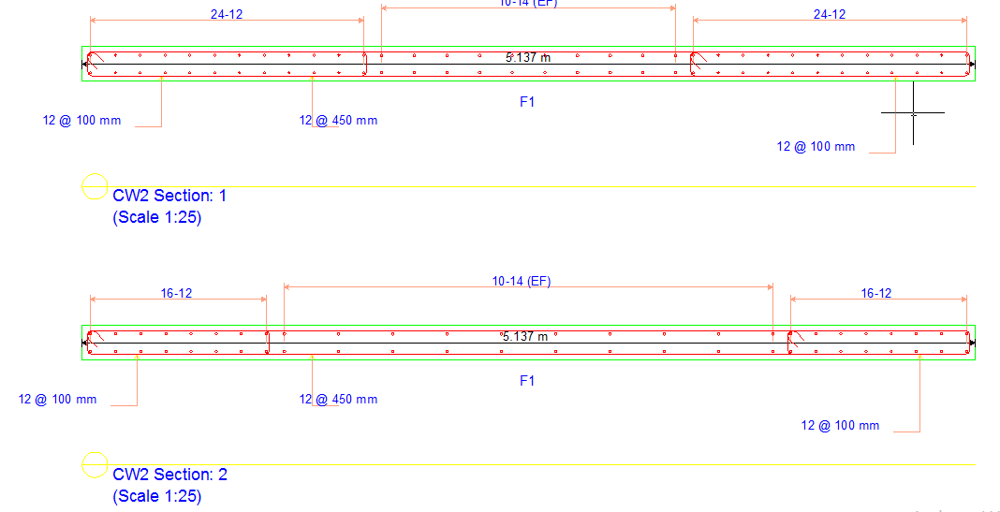 10-14 (EF)
24-12
24-12
5.137 m
F1
12 @ 100 mm
12 @ 450 mm
12 @ 100 mm
CW2 Section: 1
(Scale 1:25)
10-14 (EF)
16-12
16-12
5.137 m
F1
12 @ 100 mm
12 @ 450 mm
12 @ 100 mm
CW2 Section: 2
(Scale 1:25)